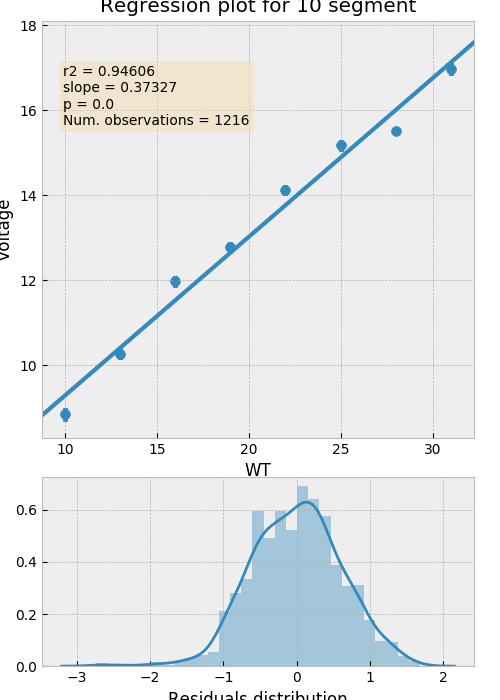 Regression plot for 10 segment
18
r2 = 0.94606
slope = 0.37327
p = 0.0
Num. observations = 1216
16
14
12
10
Voltage
10 15 20 25 30
WT
0.6
0.4
0.2
0.0
−3 −2 −1 0 1 2
Residuals distribution